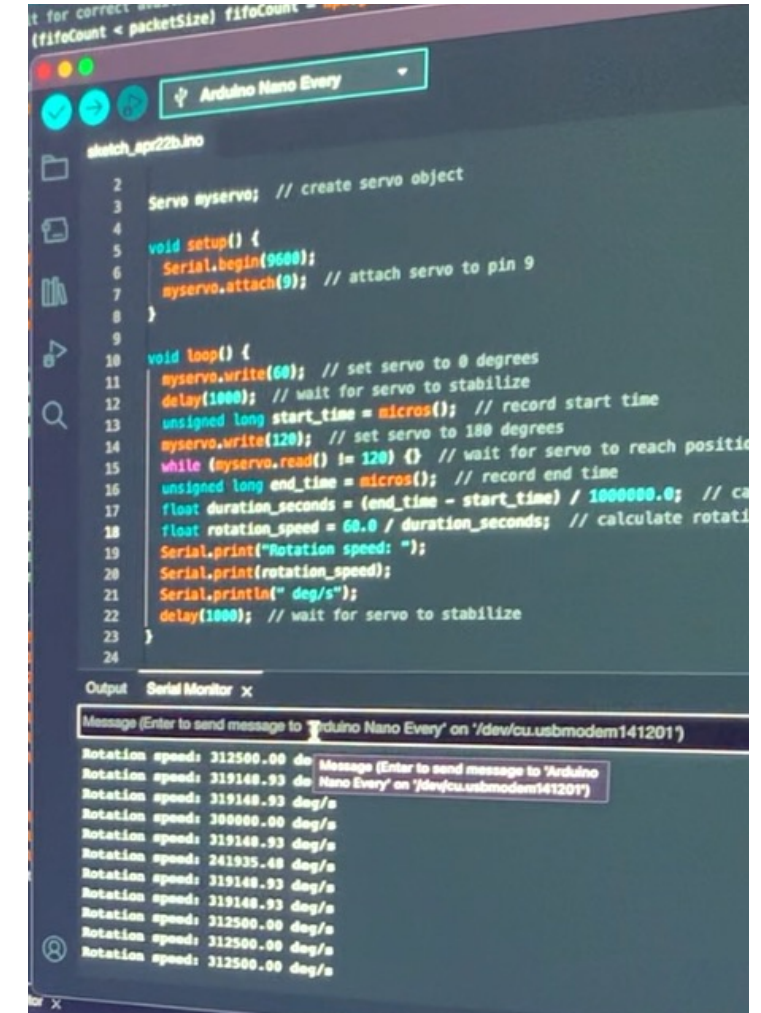 it for correct
(fifoCount < packetSize) fifoCount =
Arduino Nano Every
sketch_apr22b.ino
2
3 Servo myservo; // create servo object
4
5 void setup() {
6 Serial.begin(9600);
7 myservo.attach(9); // attach servo to pin 9
8 }
9
10 void loop() {
11 myservo.write(60); // set servo to 0 degrees
12 delay(1000); // wait for servo to stabilize
13 unsigned long start_time = micros(); // record start time
14 myservo.write(120); // set servo to 180 degrees
15 while (myservo.read() != 120) {} // wait for servo to reach positio
16 unsigned long end_time = micros(); // record end time
17 float duration_seconds = (end_time - start_time) / 1000000.0; // ca
18 float rotation_speed = 60.0 / duration_seconds; // calculate rotati
19 Serial.print("Rotation speed: ");
20 Serial.print(rotation_speed);
21 Serial.println(" deg/s");
22 delay(1000); // wait for servo to stabilize
23 }
24
Output Serial Monitor x
Message (Enter to send message to 'Arduino Nano Every' on '/dev/cu.usbmodem141201')
Rotation speed: 312500.00 de
Message (Enter to send message to 'Arduino
Nano Every' on '/dev/cu.usbmodem141201')
Rotation speed: 319148.93 de
Rotation speed: 319148.93 deg/s
Rotation speed: 300000.00 deg/s
Rotation speed: 319148.93 deg/s
Rotation speed: 241935.48 deg/s
Rotation speed: 319148.93 deg/s
Rotation speed: 319148.93 deg/s
Rotation speed: 312500.00 deg/s
Rotation speed: 312500.00 deg/s
Rotation speed: 312500.00 deg/s
tor x